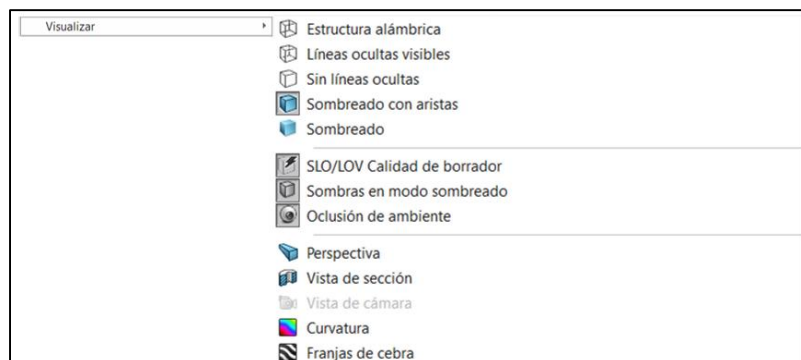 Visualizar
Estructura alámbrica
Líneas ocultas visibles
Sin líneas ocultas
Sombreado con aristas
Sombreado
SLO/LOV Calidad de borrador
Sombras en modo sombreado
Oclusión de ambiente
Perspectiva
Vista de sección
Vista de cámara
Curvatura
Franjas de cebra